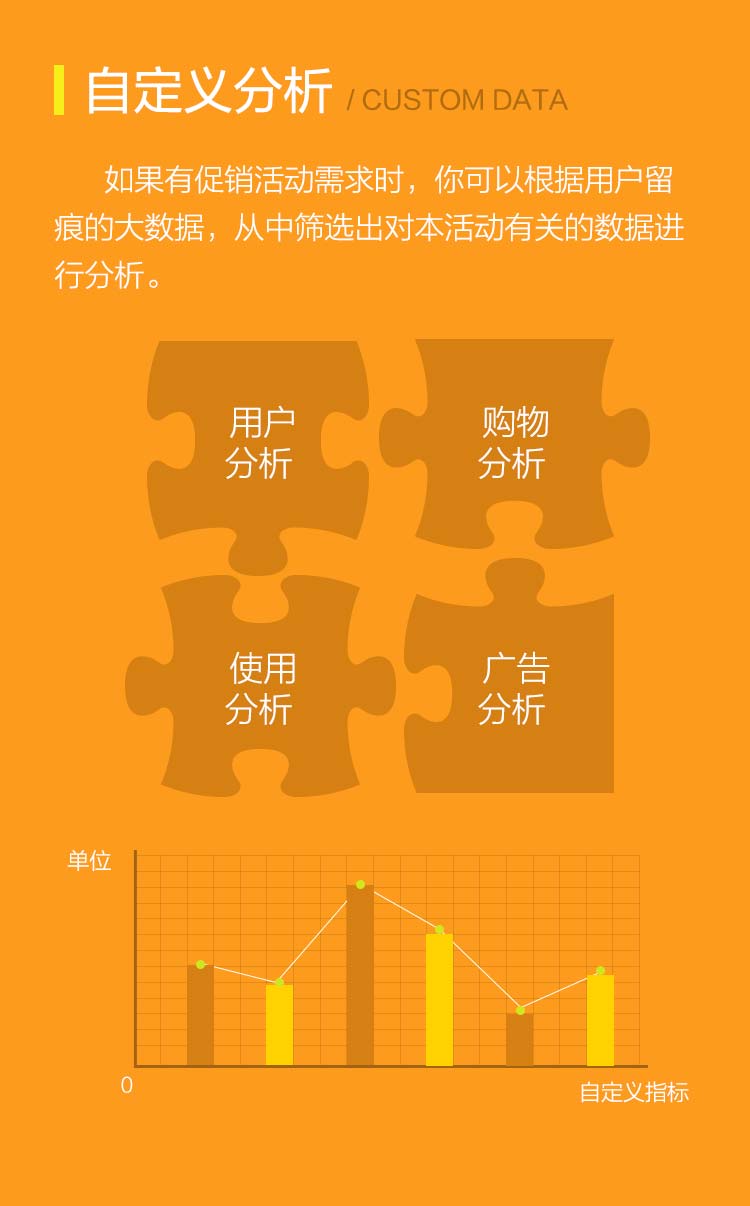 自定义分析 / CUSTOM DATA
如果有促销活动需求时，你可以根据用户留
痕的大数据，从中筛选出对本活动有关的数据进
行分析。
用户
分析
购物
分析
使用
分析
广告
分析
单位
0
自定义指标